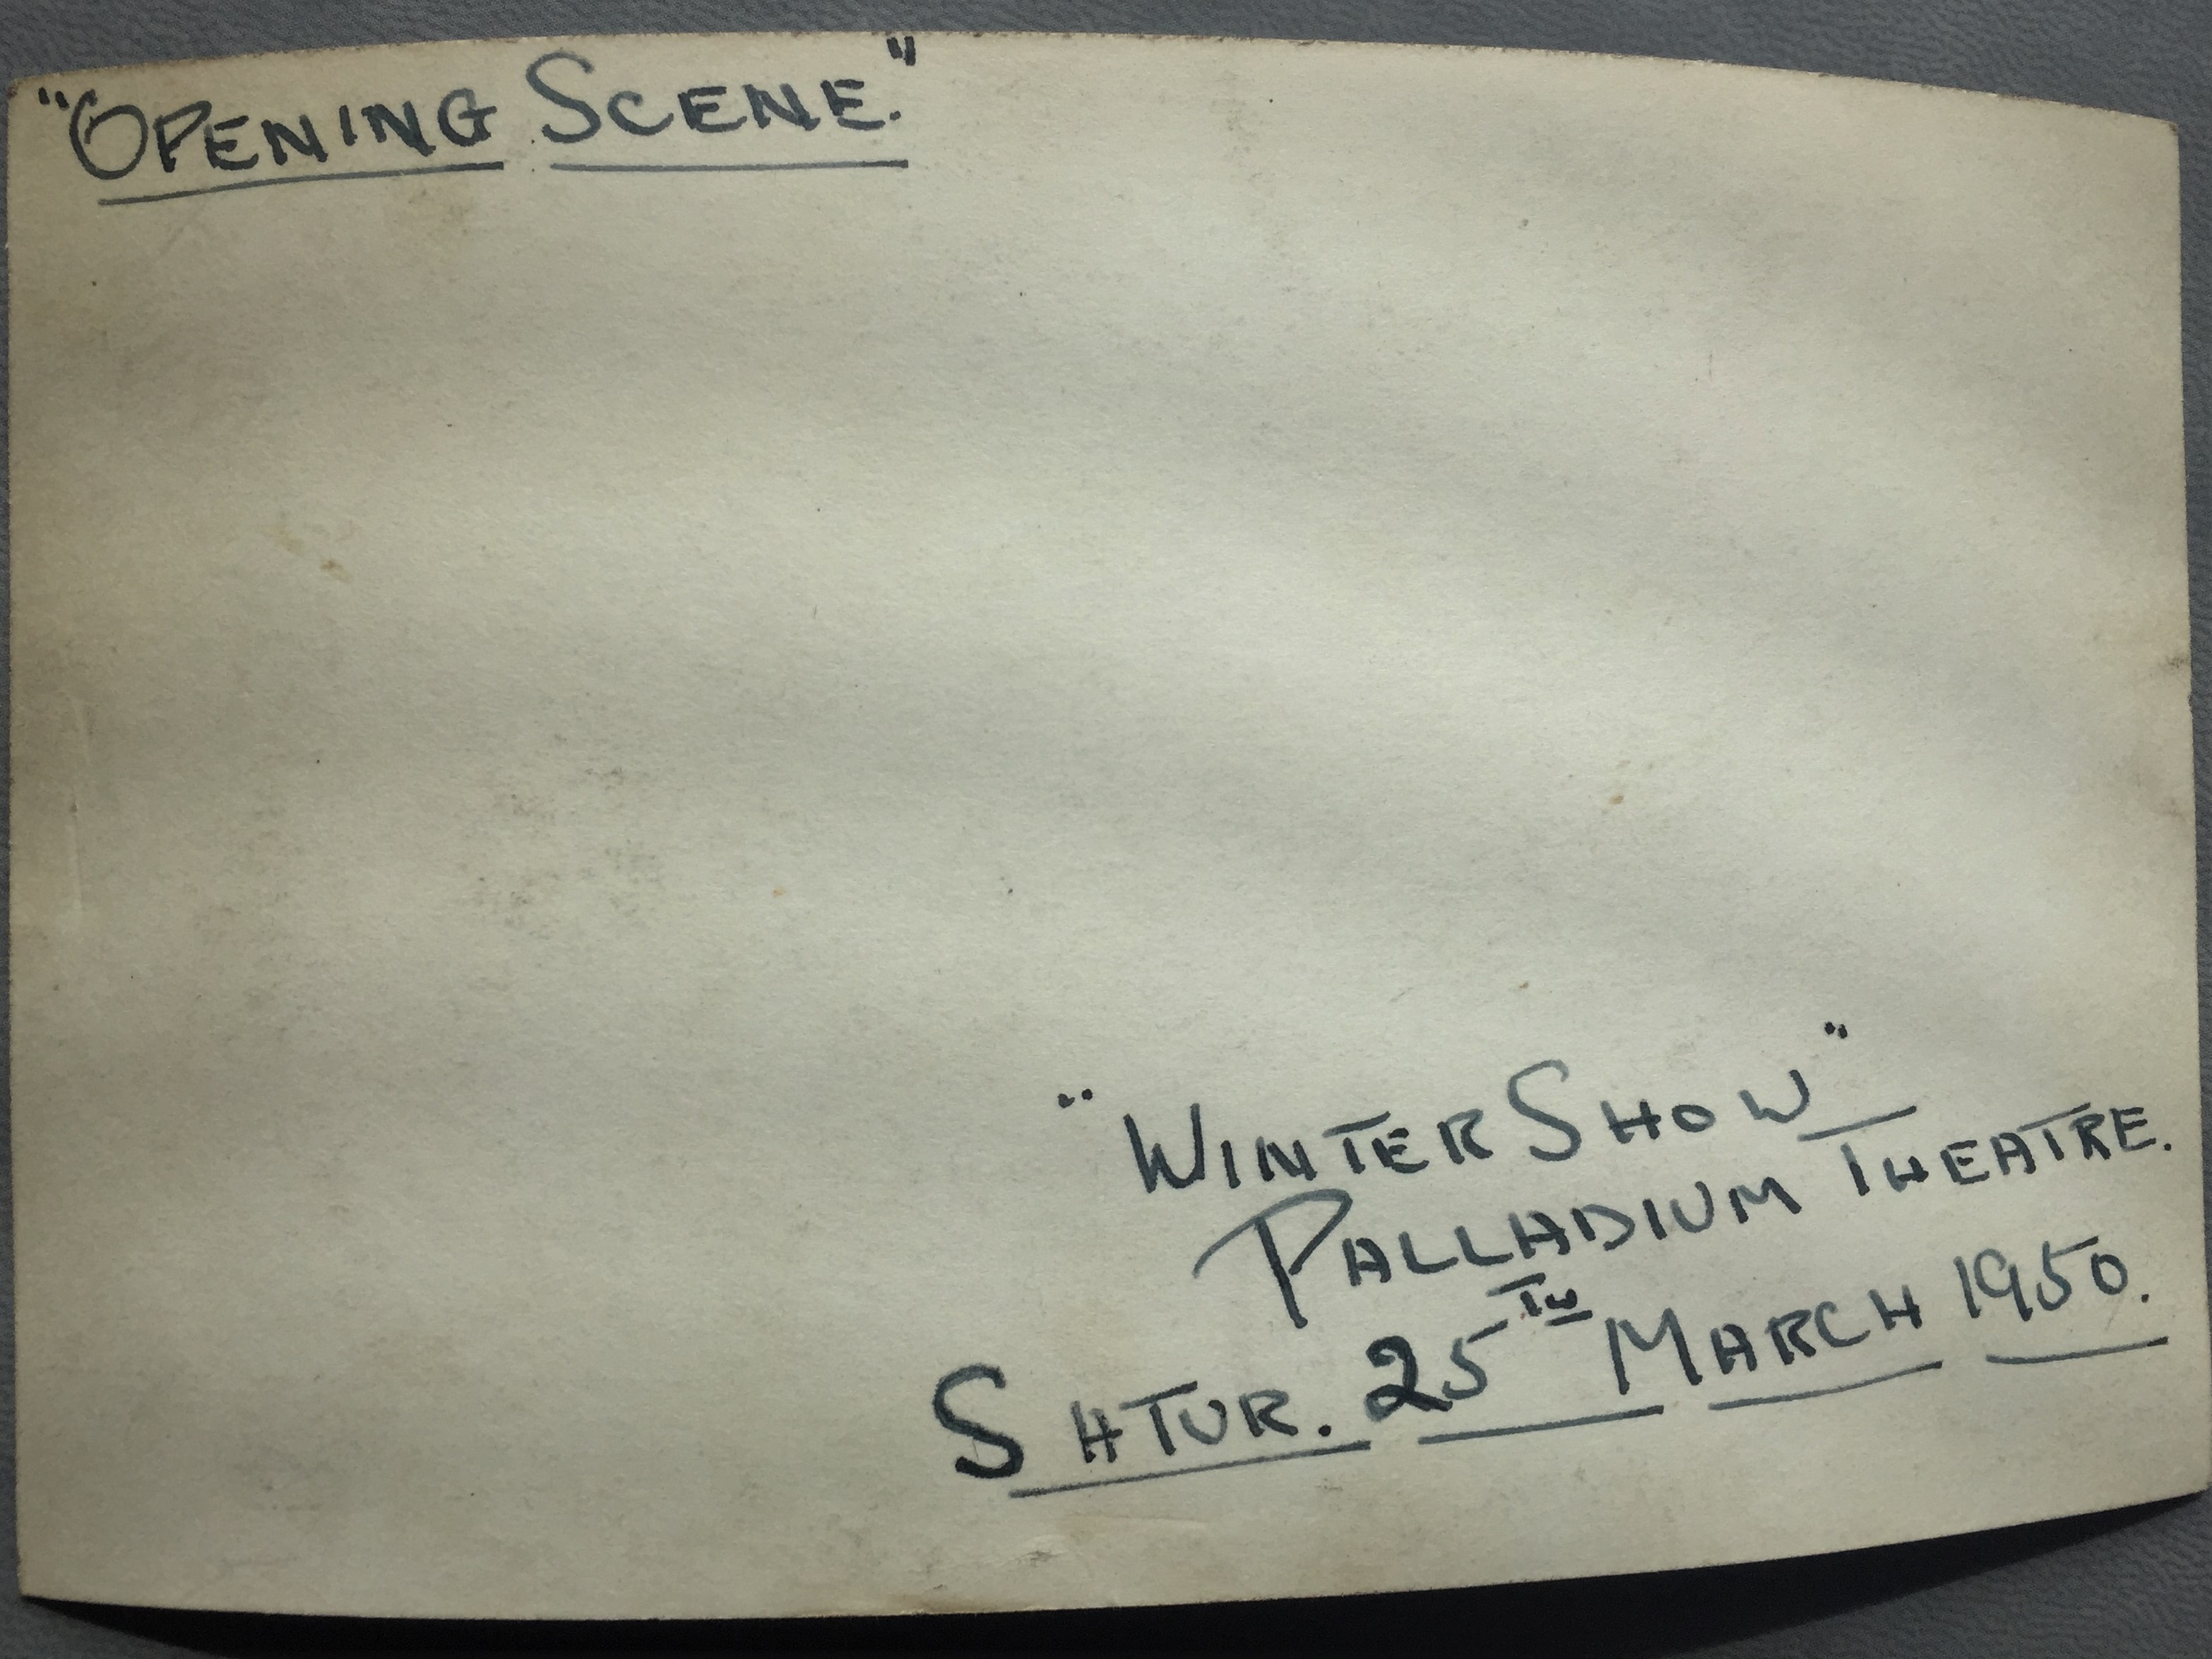 "OPENING SCENE."
"WINTER SHOW"
PALLADIUM THEATRE.
SATUR. 25TH MARCH 1950.